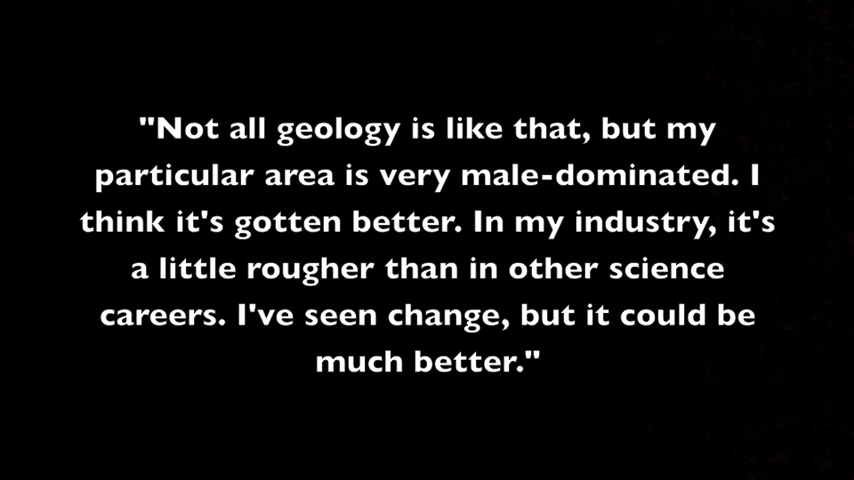 "Not all geology is like that, but my
particular area is very male-dominated. I
think it's gotten better. In my industry, it's
a little rougher than in other science
careers. I've seen change, but it could be
much better."